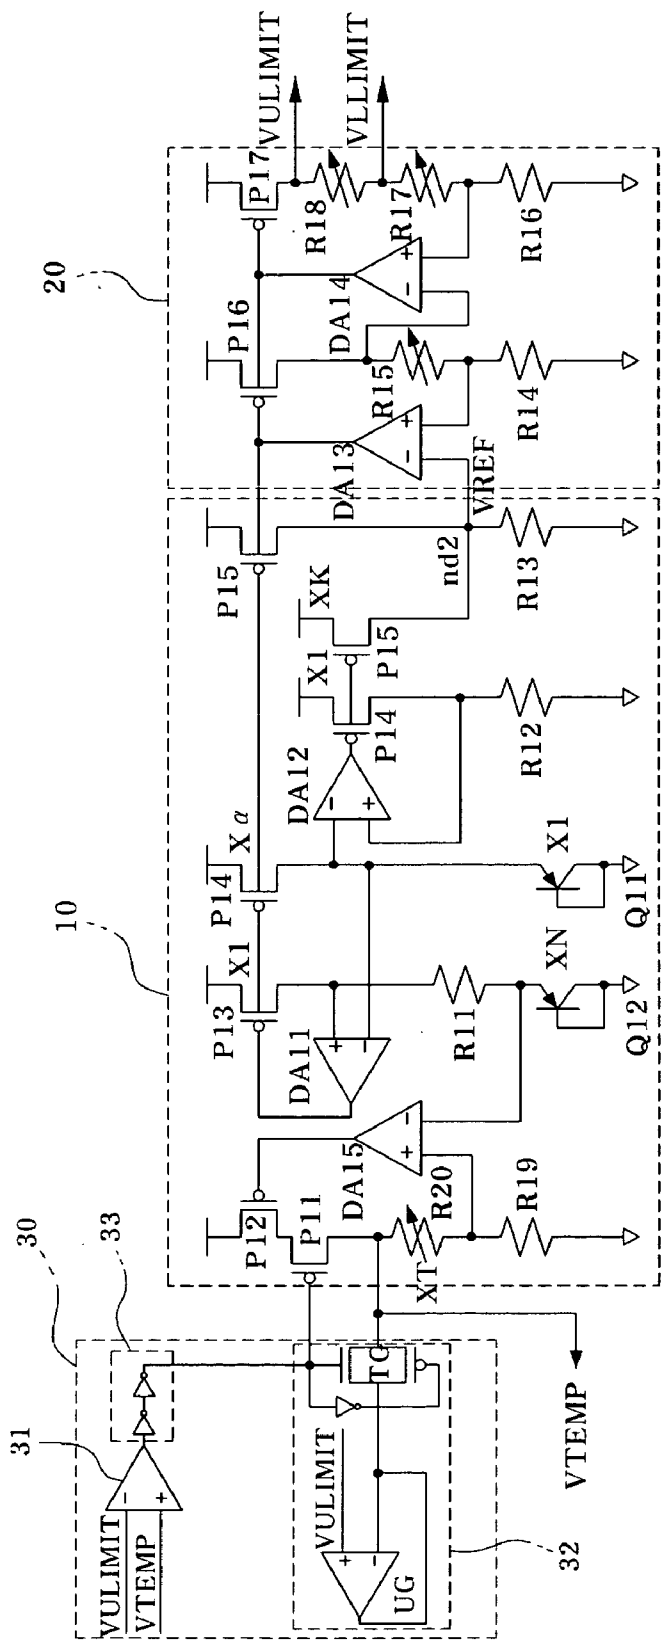 VULIMIT
VLLIMIT
20
P17
R18
R17
R16
+
−
DA14
P16
R15
R14
+
−
DA13
VREF
P15
nd2
R13
XK
P15
X1
P14
R12
DA12
−
+
10
Xα
P14
X1
Q11
X1
P13
DA11
+
−
R11
XN
Q12
P12
P11
DA15
−
+
R20
XT
R19
30
33
31
−
+
VULIMIT
VTEMP
TG
VULIMIT
+
−
UG
32
VTEMP